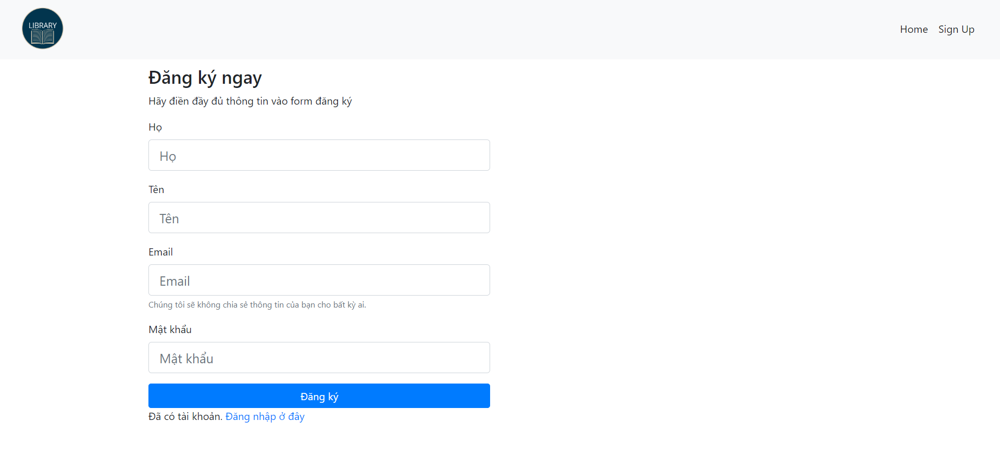 LIBRARY
Home Sign Up
Đăng ký ngay
Hãy điền đầy đủ thông tin vào form đăng ký
Họ
Họ
Tên
Tên
Email
Email
Chúng tôi sẽ không chia sẻ thông tin của bạn cho bất kỳ ai.
Mật khẩu
Mật khẩu
Đăng ký
Đã có tài khoản. Đăng nhập ở đây